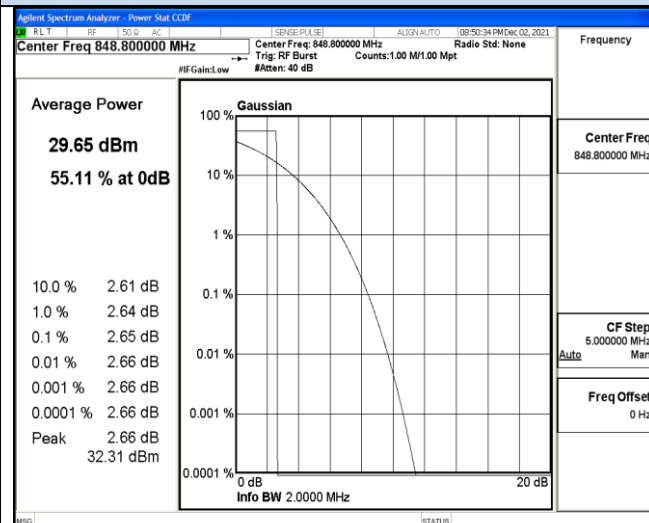 Agilent Spectrum Analyzer - Power Stat CCDF
RLT RF 50 Ω AC SENSE:PULSE ALIGN AUTO 08:50:34 PM Dec 02, 2021
Center Freq 848.800000 MHz
Center Freq: 848.800000 MHz Radio Std: None
Trig: RF Burst Counts:1.00 M/1.00 Mpt
#IFGain:Low #Atten: 40 dB
Frequency
Average Power
29.65 dBm
55.11 % at 0dB
10.0 % 2.61 dB
1.0 % 2.64 dB
0.1 % 2.65 dB
0.01 % 2.66 dB
0.001 % 2.66 dB
0.0001 % 2.66 dB
Peak 2.66 dB
32.31 dBm
Gaussian
100 %
10 %
1 %
0.1 %
0.01 %
0.001 %
0.0001 %
0 dB 20 dB
Info BW 2.0000 MHz
Center Freq
848.800000 MHz
CF Step
5.000000 MHz
Auto Man
Freq Offset
0 Hz
MSG STATUS